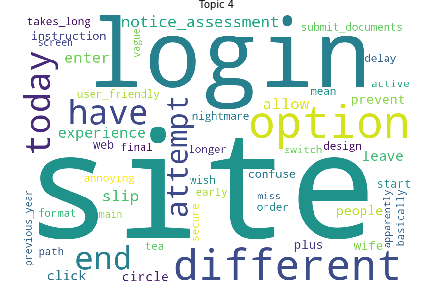 Topic 4
takes_long
notice_assessment
submit_documents
instruction
screen
vague
login
enter
delay
today
user_friendly
mean
active
have
nightmare
allow
prevent
option
experience
attempt
web
final
longer
switch
design
leave
confuse
site
annoying
slip
wish
early
start
previous_year
format
main
secure
miss
order
people
apparently
basically
path
end
tea
plus
wife
click
circle
different